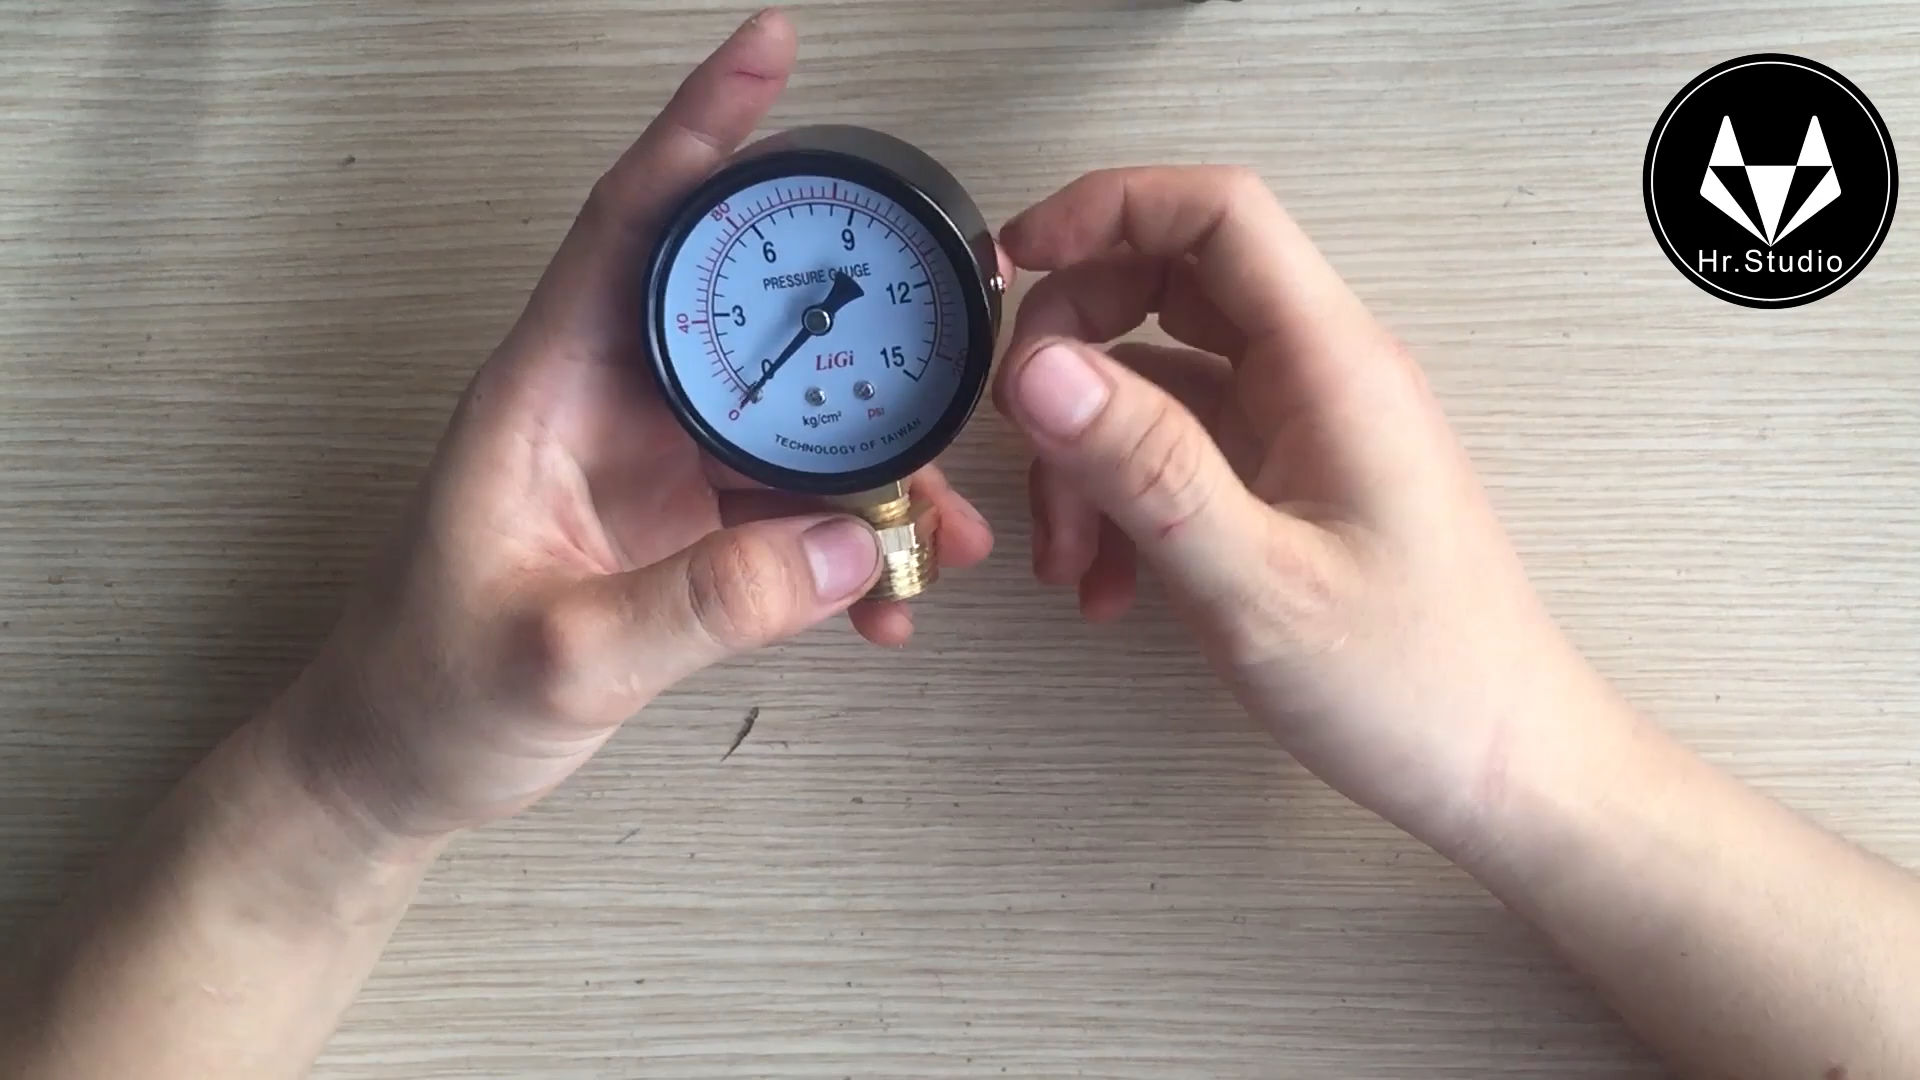 80
6
9
PRESSURE GAUGE
40
3
12
0
LiGi
15
200
0
kg/cm²
psi
TECHNOLOGY OF TAIWAN
Hr.Studio